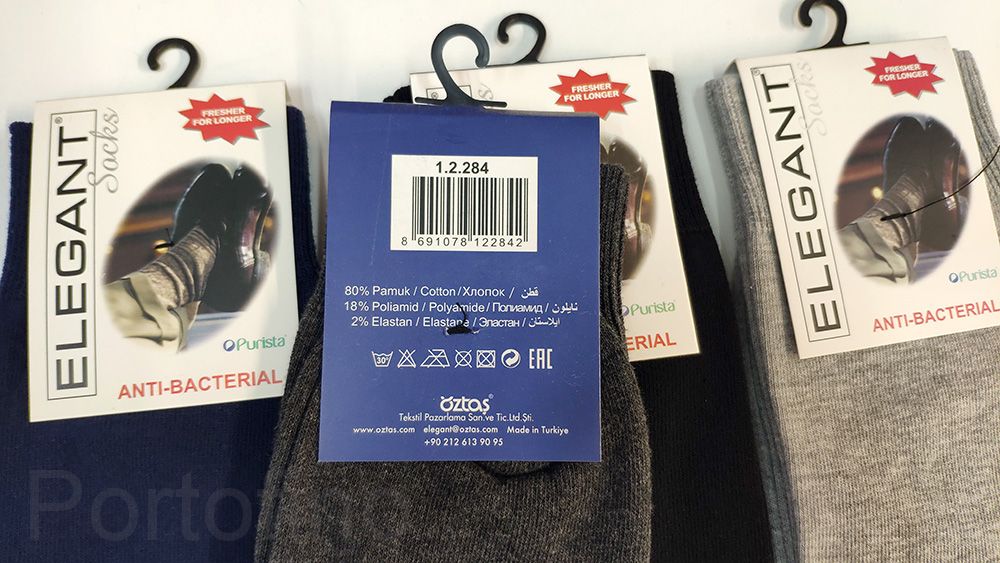 ELEGANT®
Socks
FRESHER
FOR LONGER
Purista
ANTI-BACTERIAL
1.2.284
8 691078 122842
80% Pamuk / Cotton / Хлопок / قطن
18% Poliamid / Polyamide / Полиамид / نايلون
2% Elastan / Elastane / Эластан / ايلاستان
30°
EAC
öztaş®
Tekstil Pazarlama San.ve Tic.Ltd.Şti.
www.oztas.com elegant@oztas.com Made in Turkiye
+90 212 613 90 95
FRESHER
FOR LONGER
ERIAL
ELEGANT®
Socks
FRESHER
FOR LONGER
Purista
ANTI-BACTERIAL
Portofino